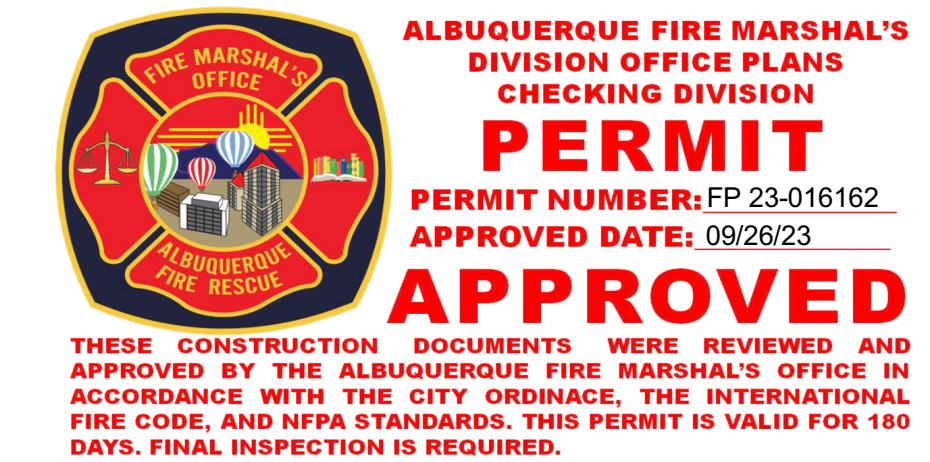 FIRE MARSHAL'S
OFFICE
ALBUQUERQUE
FIRE RESCUE
ALBUQUERQUE FIRE MARSHAL'S
DIVISION OFFICE PLANS
CHECKING DIVISION
PERMIT
PERMIT NUMBER: FP 23-016162
APPROVED DATE: 09/26/23
APPROVED
THESE CONSTRUCTION DOCUMENTS WERE REVIEWED AND
APPROVED BY THE ALBUQUERQUE FIRE MARSHAL'S OFFICE IN
ACCORDANCE WITH THE CITY ORDINACE, THE INTERNATIONAL
FIRE CODE, AND NFPA STANDARDS. THIS PERMIT IS VALID FOR 180
DAYS. FINAL INSPECTION IS REQUIRED.